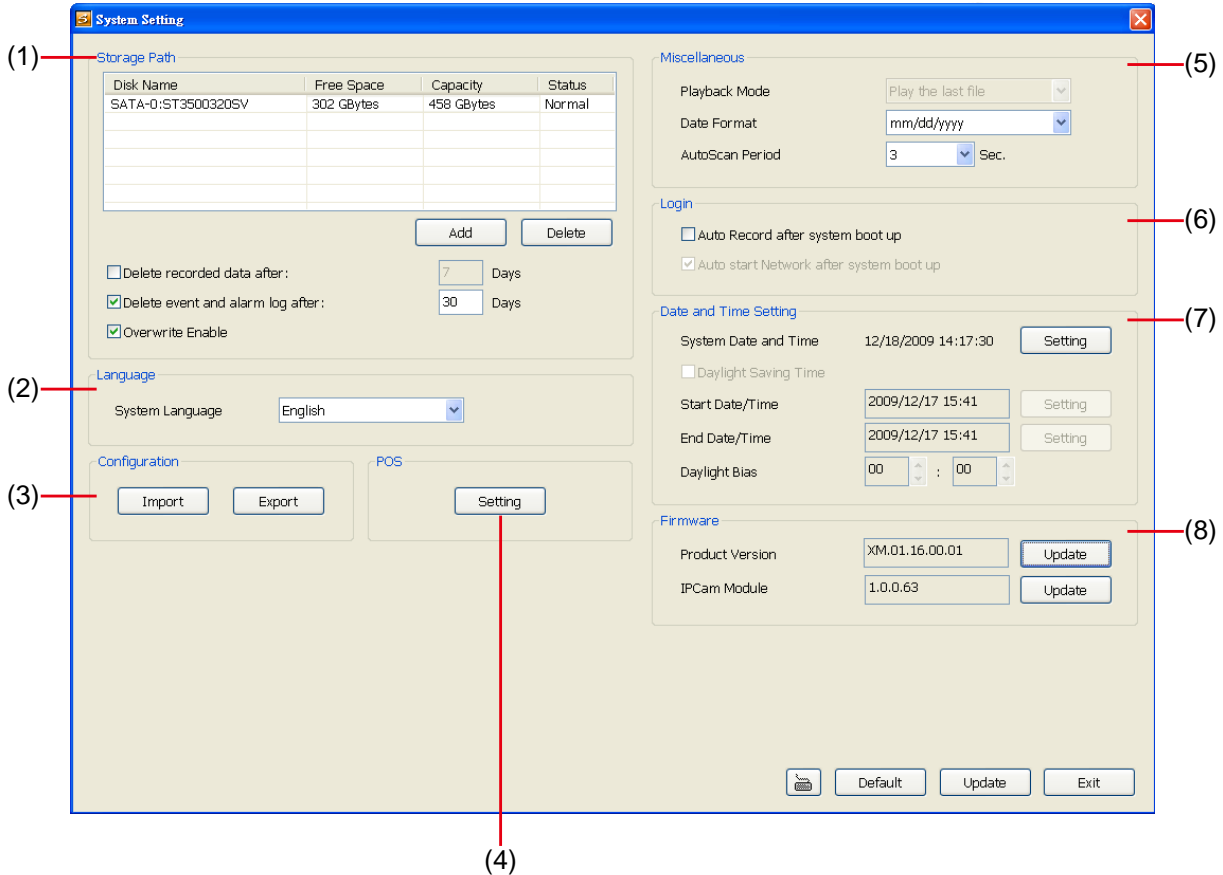 System Setting
(1)
Storage Path
Disk Name Free Space Capacity Status
SATA-0:ST3500320SV 302 GBytes 458 GBytes Normal
Add Delete
Delete recorded data after: 7 Days
Delete event and alarm log after: 30 Days
Overwrite Enable
(2)
Language
System Language English
(3)
Configuration
Import Export
POS
Setting
(4)
(5)
Miscellaneous
Playback Mode Play the last file
Date Format mm/dd/yyyy
AutoScan Period 3 Sec.
(6)
Login
Auto Record after system boot up
Auto start Network after system boot up
(7)
Date and Time Setting
System Date and Time 12/18/2009 14:17:30 Setting
Daylight Saving Time
Start Date/Time 2009/12/17 15:41 Setting
End Date/Time 2009/12/17 15:41 Setting
Daylight Bias 00 : 00
(8)
Firmware
Product Version XM.01.16.00.01 Update
IPCam Module 1.0.0.63 Update
Default Update Exit